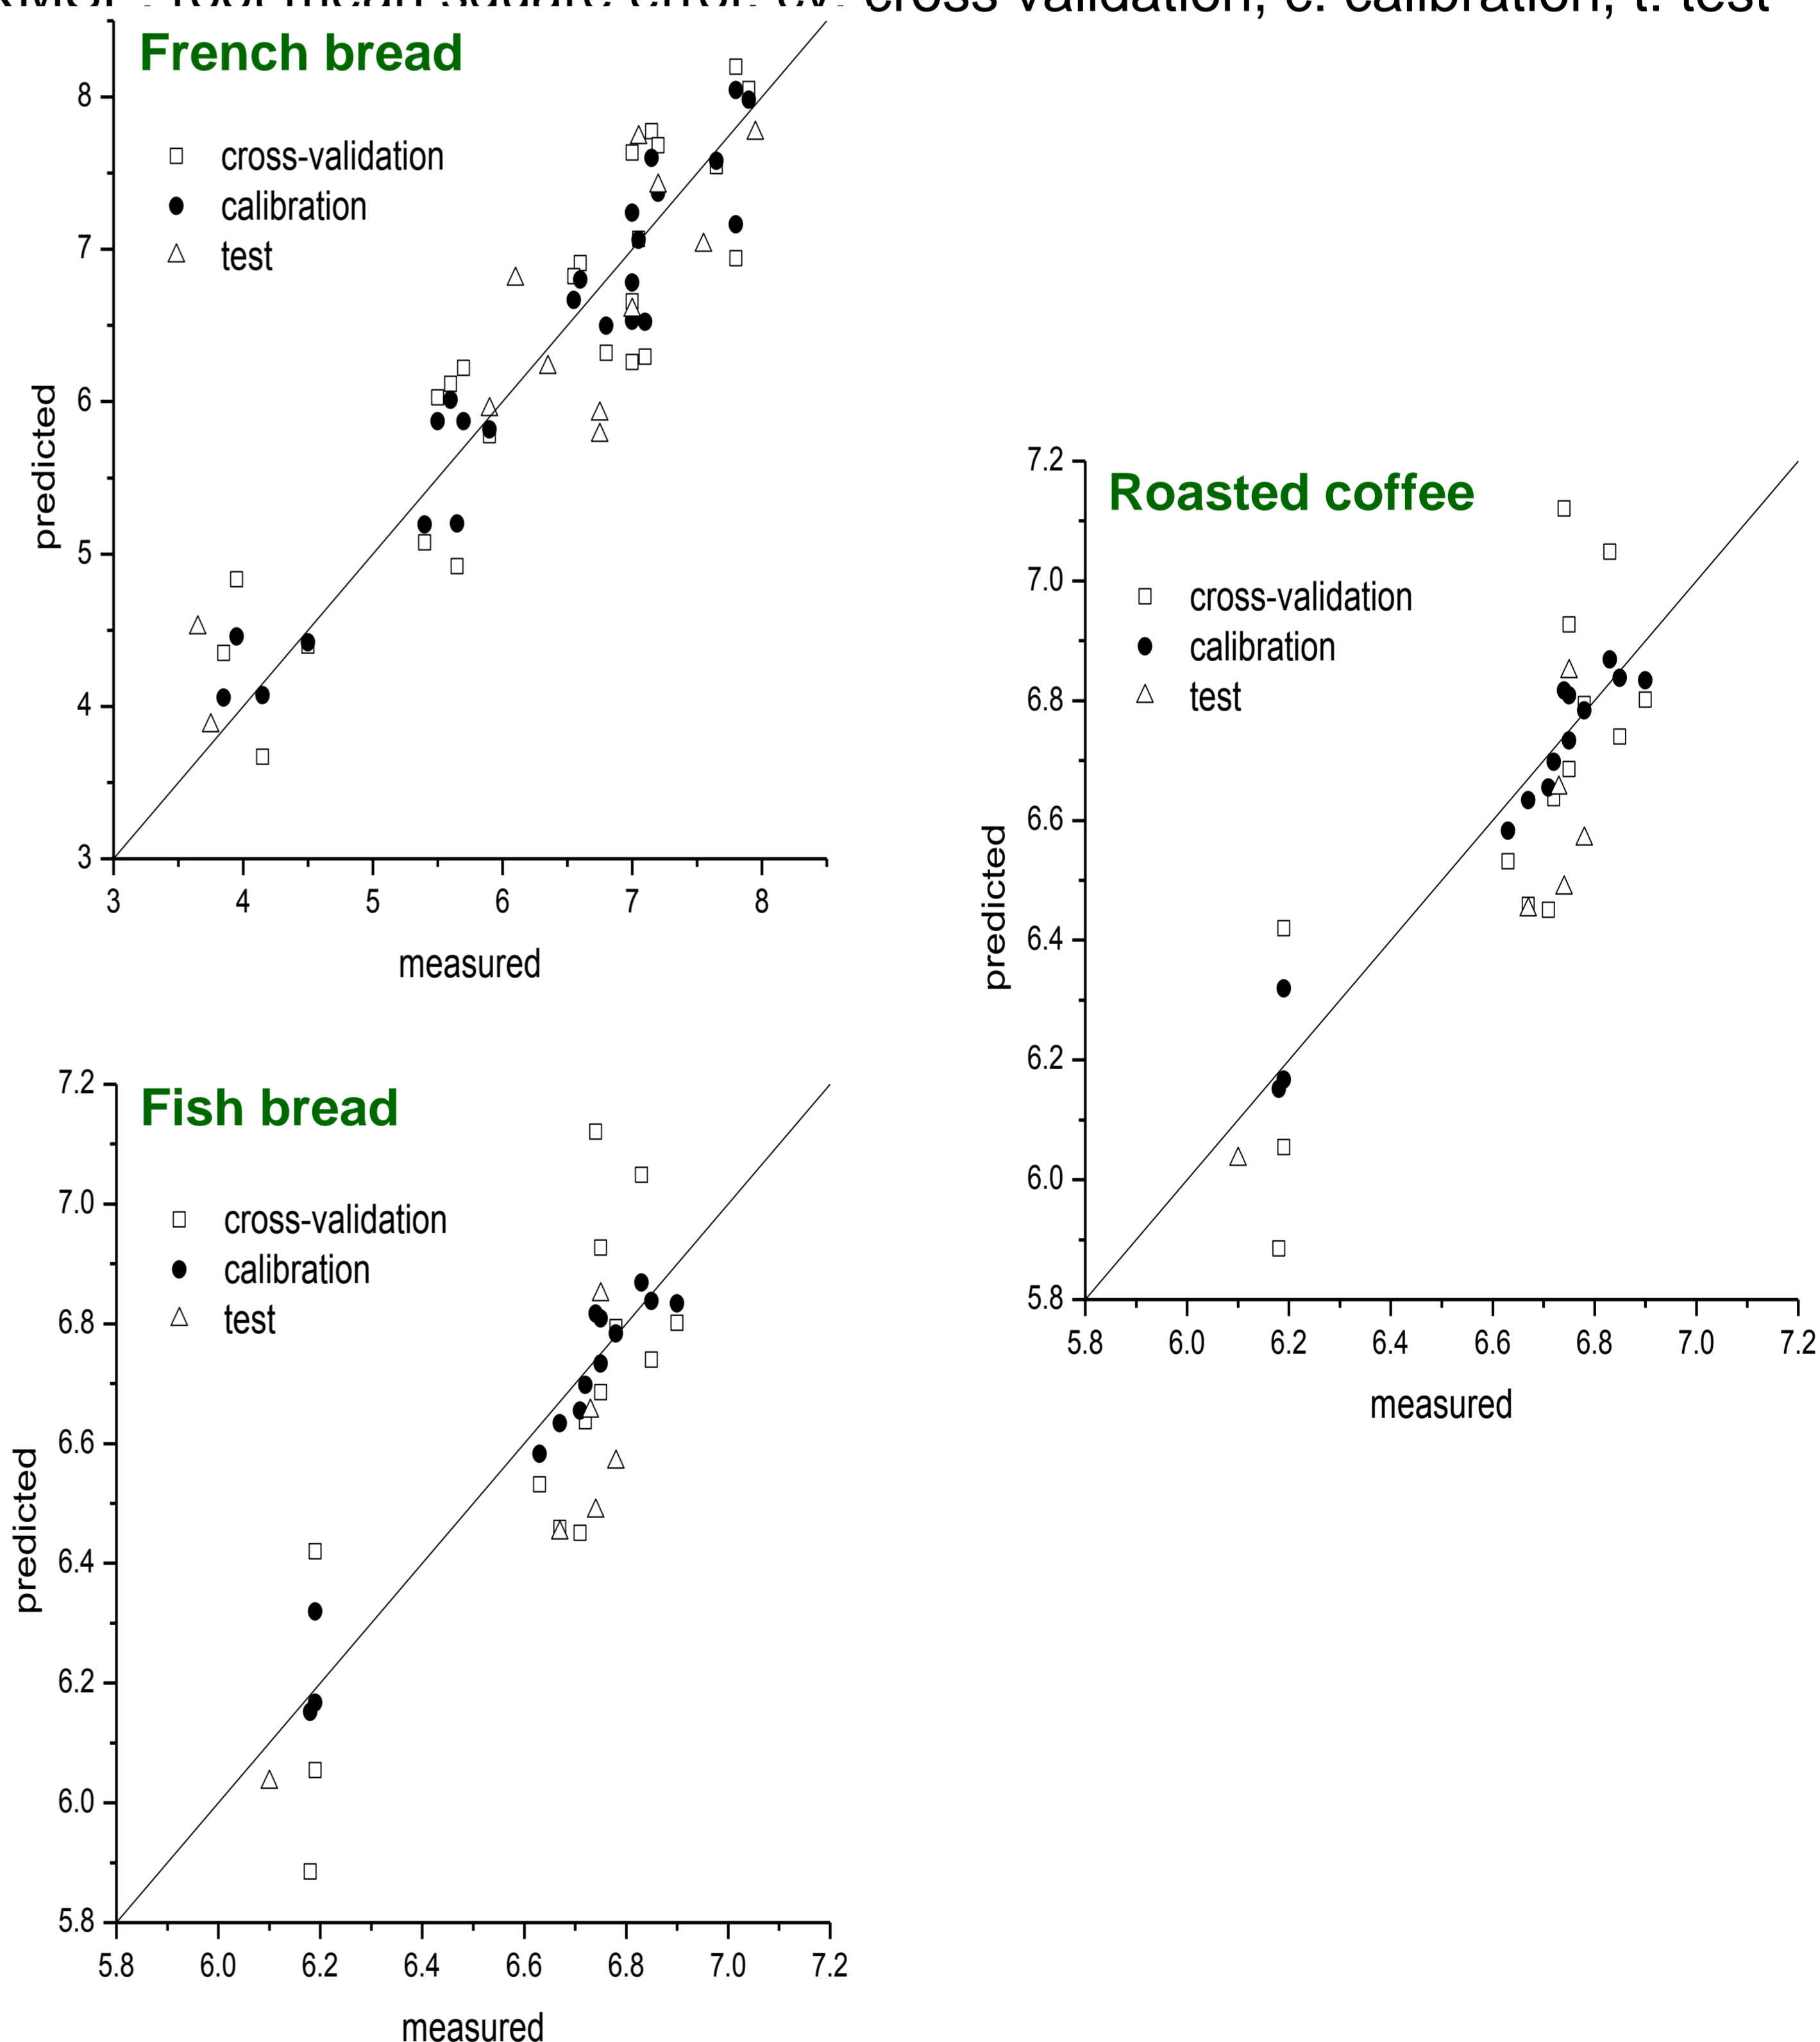 cross validation, c: calibration, t: test
French bread
cross-validation
calibration
test
8
7
6
5
4
3
3 4 5 6 7 8
predicted
measured
Roasted coffee
cross-validation
calibration
test
7.2
7.0
6.8
6.6
6.4
6.2
6.0
5.8
5.8 6.0 6.2 6.4 6.6 6.8 7.0 7.2
predicted
measured
Fish bread
cross-validation
calibration
test
7.2
7.0
6.8
6.6
6.4
6.2
6.0
5.8
5.8 6.0 6.2 6.4 6.6 6.8 7.0 7.2
predicted
measured